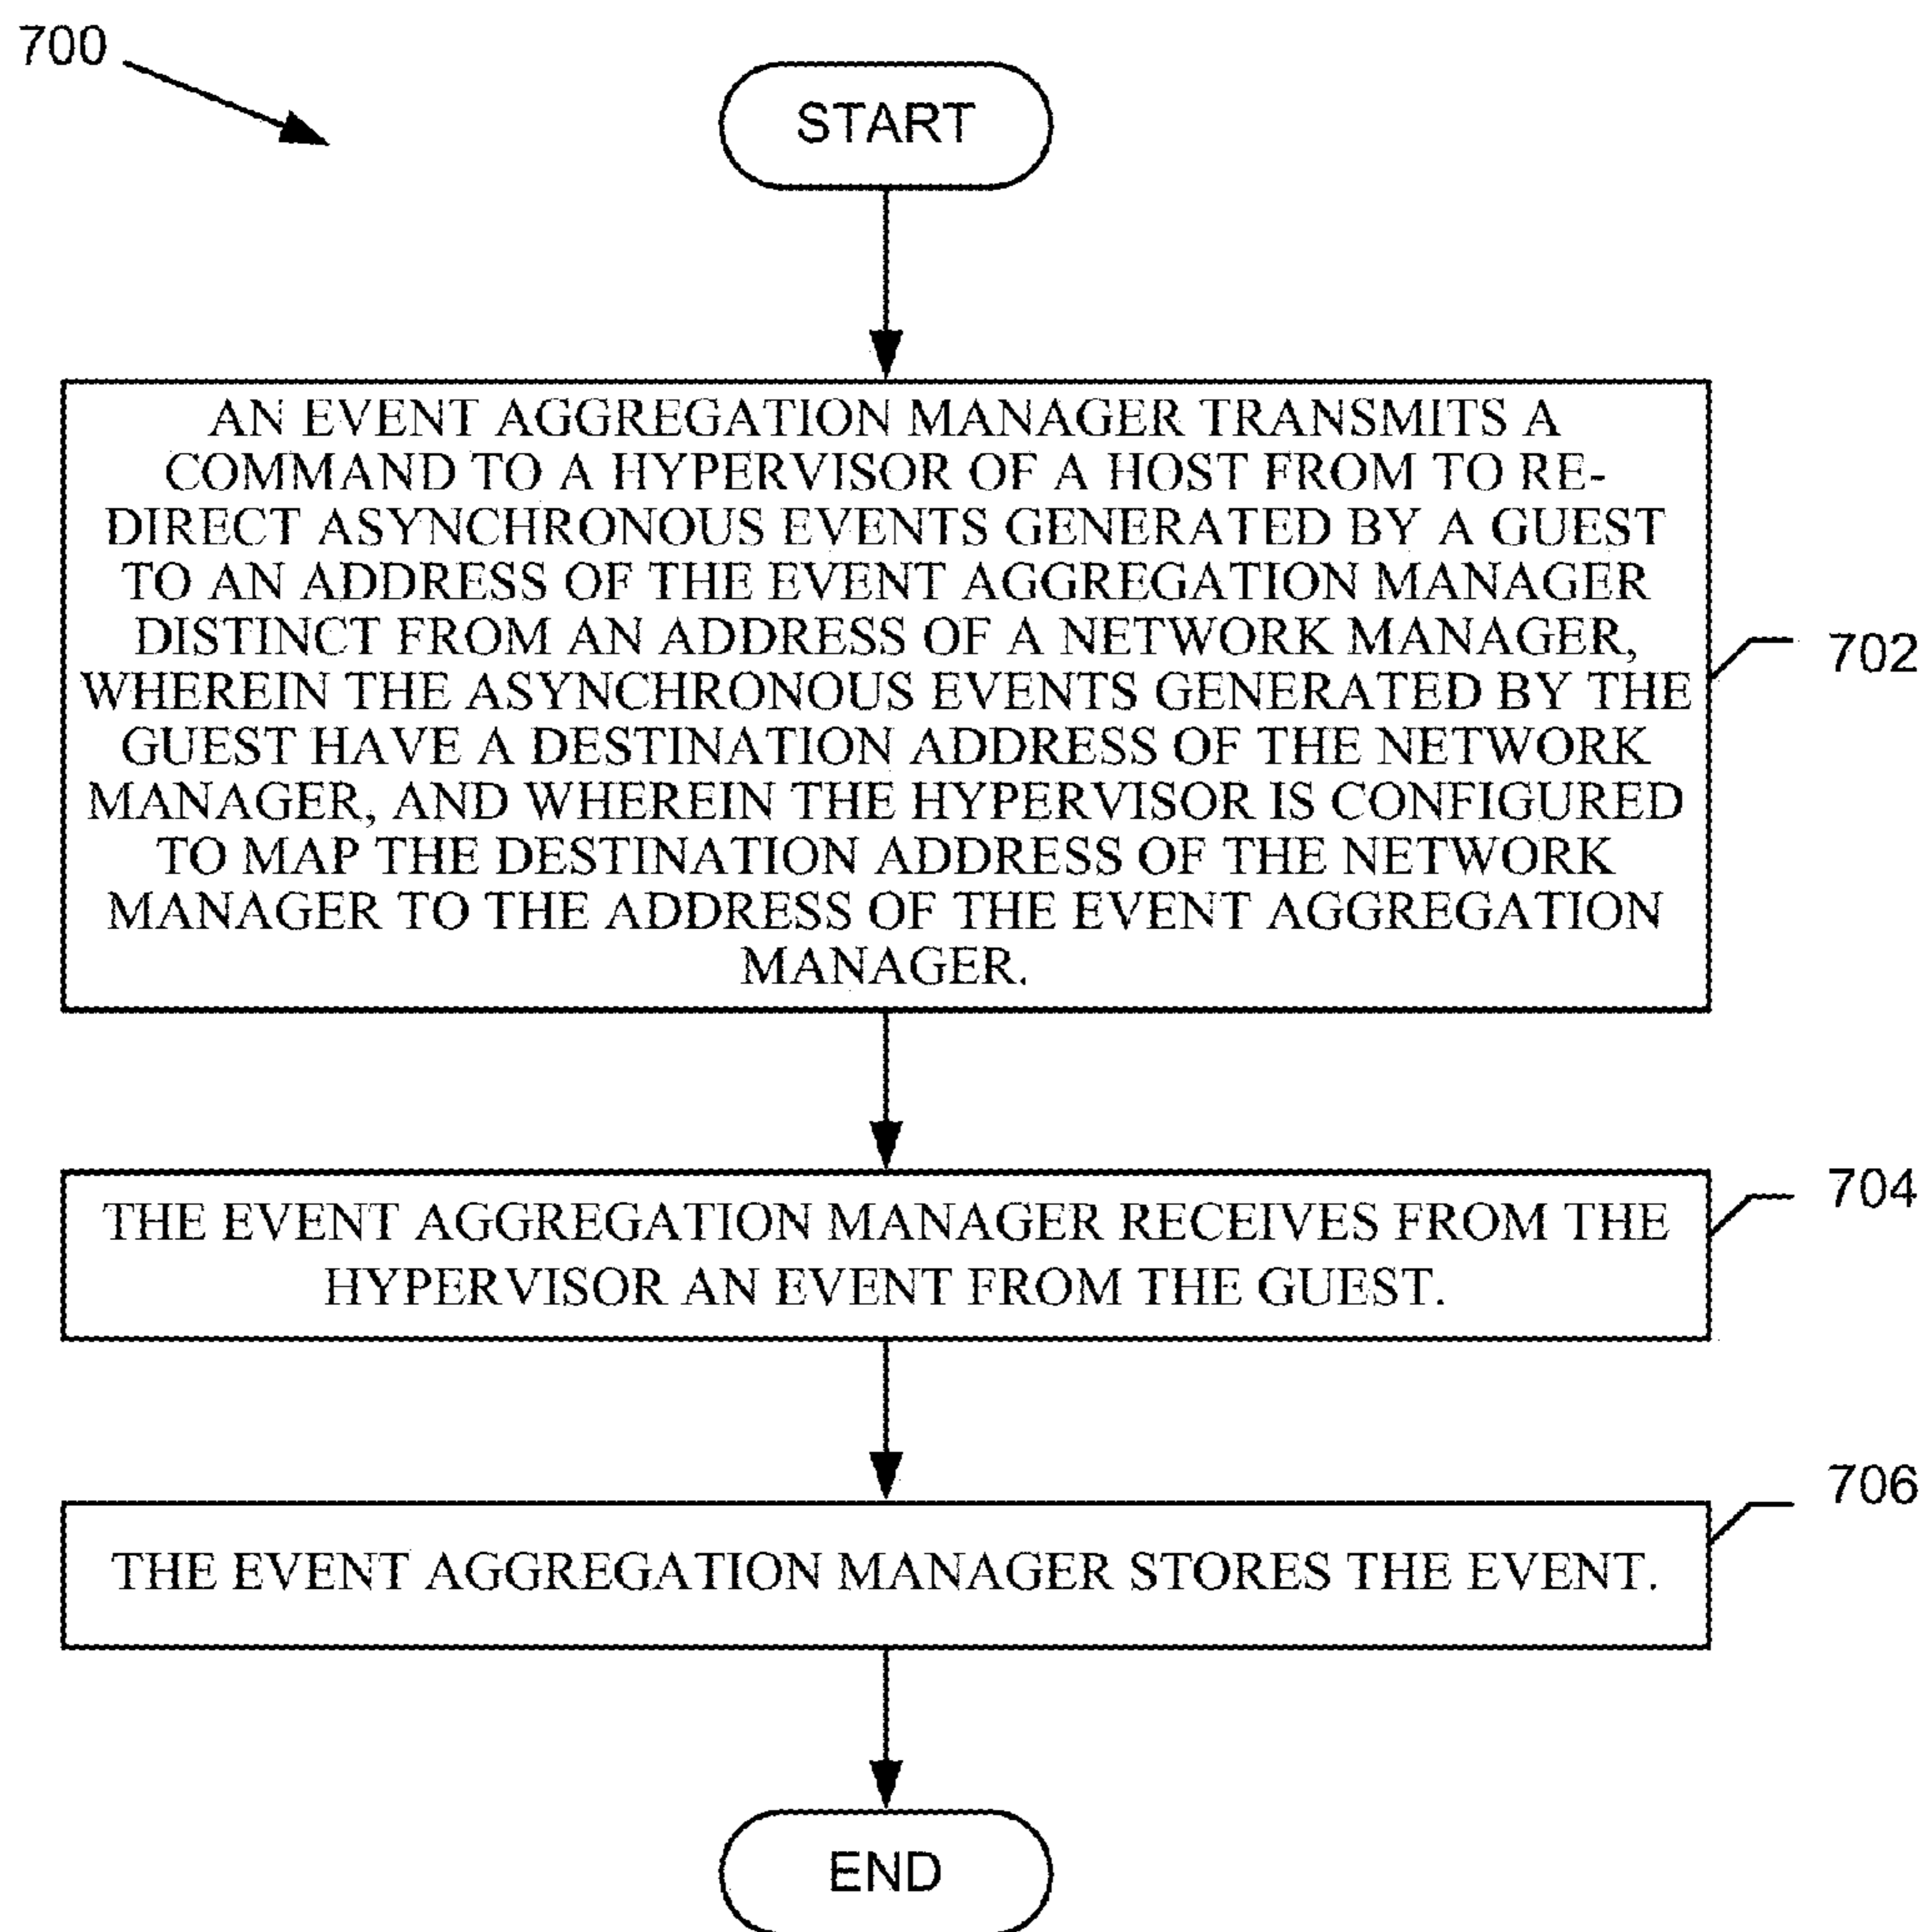 700
START
AN EVENT AGGREGATION MANAGER TRANSMITS A
COMMAND TO A HYPERVISOR OF A HOST FROM TO RE-
DIRECT ASYNCHRONOUS EVENTS GENERATED BY A GUEST
TO AN ADDRESS OF THE EVENT AGGREGATION MANAGER
DISTINCT FROM AN ADDRESS OF A NETWORK MANAGER,
WHEREIN THE ASYNCHRONOUS EVENTS GENERATED BY THE
GUEST HAVE A DESTINATION ADDRESS OF THE NETWORK
MANAGER, AND WHEREIN THE HYPERVISOR IS CONFIGURED
TO MAP THE DESTINATION ADDRESS OF THE NETWORK
MANAGER TO THE ADDRESS OF THE EVENT AGGREGATION
MANAGER.
702
THE EVENT AGGREGATION MANAGER RECEIVES FROM THE
HYPERVISOR AN EVENT FROM THE GUEST.
704
THE EVENT AGGREGATION MANAGER STORES THE EVENT.
706
END